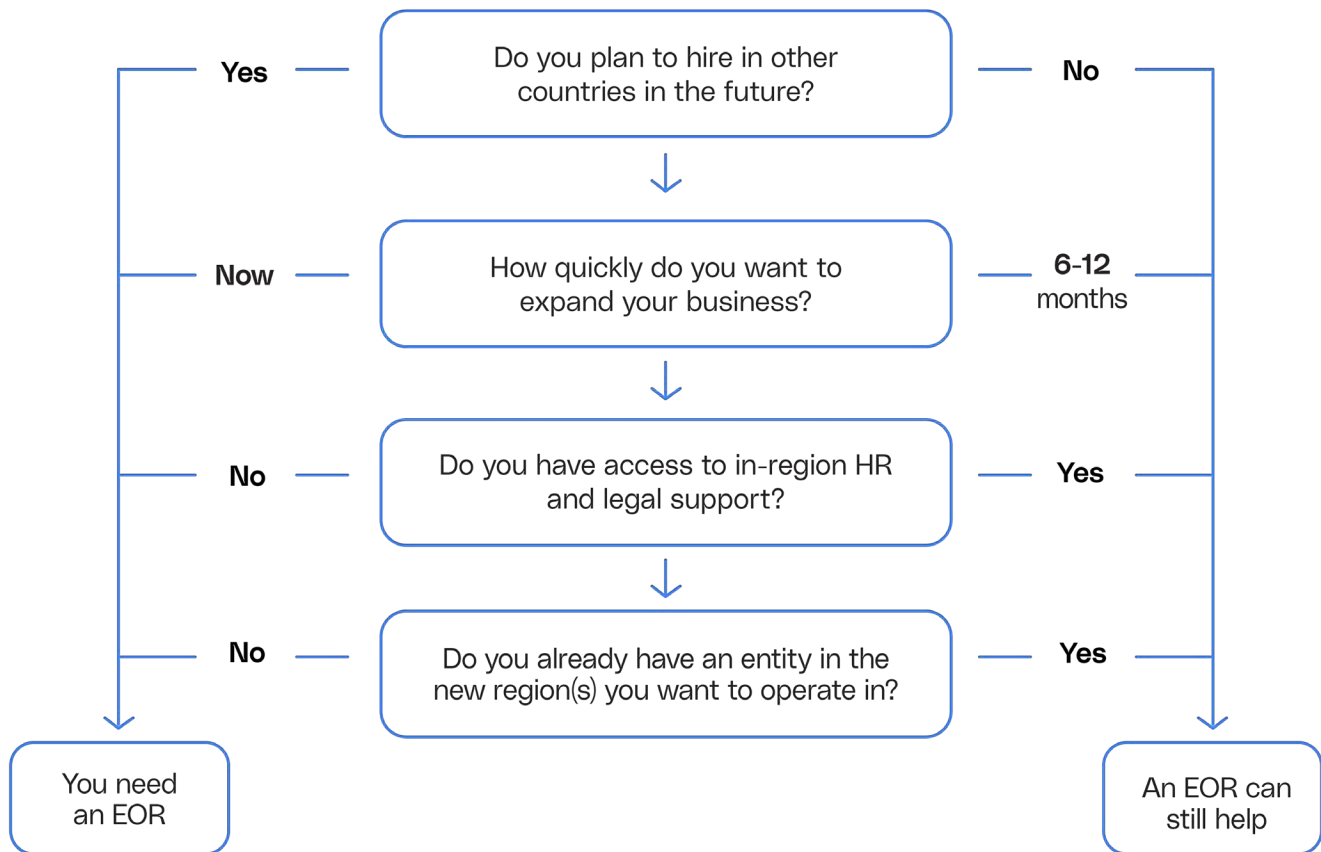 Do you plan to hire in other
countries in the future?
Yes
No
How quickly do you want to
expand your business?
Now
6-12
months
Do you have access to in-region HR
and legal support?
No
Yes
Do you already have an entity in the
new region(s) you want to operate in?
No
Yes
You need
an EOR
An EOR can
still help